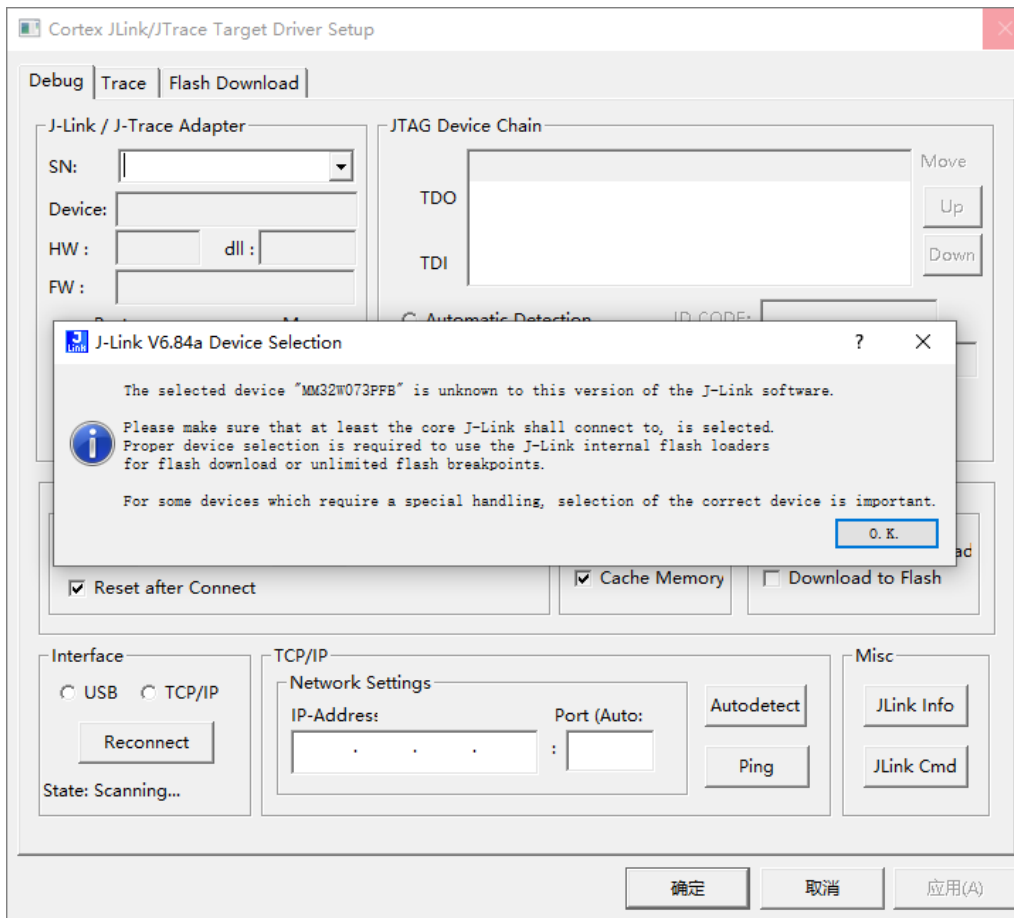 Cortex JLink/JTrace Target Driver Setup
Debug Trace Flash Download
J-Link / J-Trace Adapter
SN:
Device:
HW : dll :
FW :
JTAG Device Chain
TDO
TDI
Move
Up
Down
Automatic Detection ID CODE:
J-Link V6.84a Device Selection
The selected device "MM32W073PFB" is unknown to this version of the J-Link software.
Please make sure that at least the core J-Link shall connect to, is selected.
Proper device selection is required to use the J-Link internal flash loaders
for flash download or unlimited flash breakpoints.
For some devices which require a special handling, selection of the correct device is important.
O.K.
Reset after Connect
Cache Memory
Download to Flash
Interface
USB TCP/IP
Reconnect
State: Scanning...
TCP/IP
Network Settings
IP-Address
Port (Auto:
. . . :
Autodetect
Ping
Misc
JLink Info
JLink Cmd
确定 取消 应用(A)